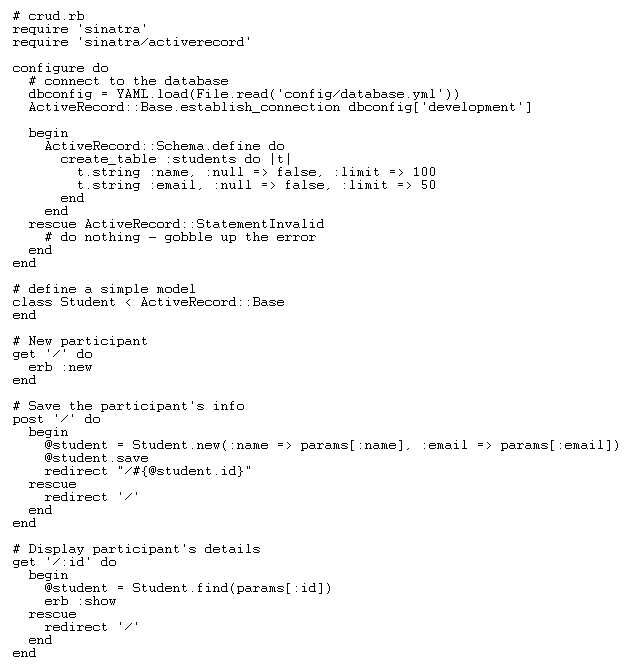 # crud.rb
require 'sinatra'
require 'sinatra/activerecord'

configure do
  # connect to the database
  dbconfig = YAML.load(File.read('config/database.yml'))
  ActiveRecord::Base.establish_connection dbconfig['development']

  begin
    ActiveRecord::Schema.define do
      create_table :students do |t|
        t.string :name, :null => false, :limit => 100
        t.string :email, :null => false, :limit => 50
      end
    end
  rescue ActiveRecord::StatementInvalid
    # do nothing – gobble up the error
  end
end

# define a simple model
class Student < ActiveRecord::Base
end

# New participant
get '/' do
  erb :new
end

# Save the participant's info
post '/' do
  begin
    @student = Student.new(:name => params[:name], :email => params[:email])
    @student.save
    redirect "/#{@student.id}"
  rescue
    redirect '/'
  end
end

# Display participant's details
get '/:id' do
  begin
    @student = Student.find(params[:id])
    erb :show
  rescue
    redirect '/'
  end
end